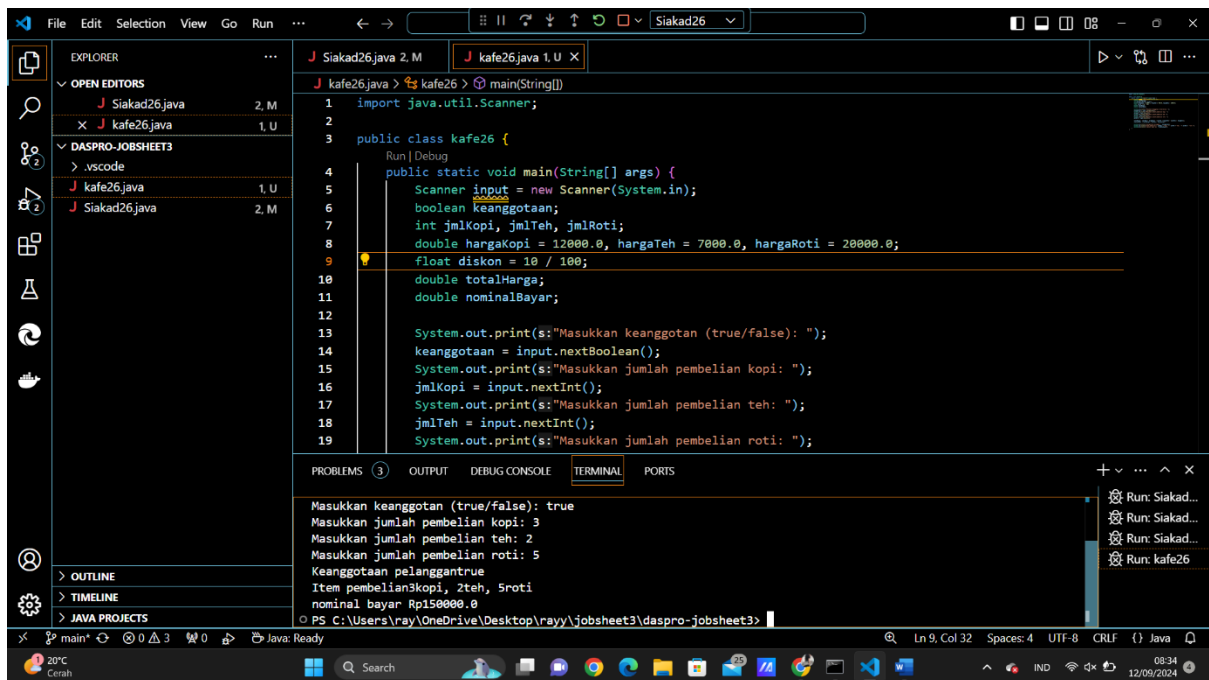 File Edit Selection View Go Run ··· Siakad26
EXPLORER
OPEN EDITORS
Siakad26.java 2, M
kafe26.java 1, U
DASPRO-JOBSHEET3
.vscode
kafe26.java 1, U
Siakad26.java 2, M
OUTLINE
TIMELINE
JAVA PROJECTS
2
2
Siakad26.java 2, M kafe26.java 1, U
kafe26.java > kafe26 > main(String[])
1 import java.util.Scanner;
2
3 public class kafe26 {
Run | Debug
4 public static void main(String[] args) {
5 Scanner input = new Scanner(System.in);
6 boolean keanggotaan;
7 int jmlKopi, jmlTeh, jmlRoti;
8 double hargaKopi = 12000.0, hargaTeh = 7000.0, hargaRoti = 20000.0;
9 float diskon = 10 / 100;
10 double totalHarga;
11 double nominalBayar;
12
13 System.out.print(s:"Masukkan keanggotan (true/false): ");
14 keanggotaan = input.nextBoolean();
15 System.out.print(s:"Masukkan jumlah pembelian kopi: ");
16 jmlKopi = input.nextInt();
17 System.out.print(s:"Masukkan jumlah pembelian teh: ");
18 jmlTeh = input.nextInt();
19 System.out.print(s:"Masukkan jumlah pembelian roti: ");
PROBLEMS 3 OUTPUT DEBUG CONSOLE TERMINAL PORTS
Masukkan keanggotan (true/false): true
Masukkan jumlah pembelian kopi: 3
Masukkan jumlah pembelian teh: 2
Masukkan jumlah pembelian roti: 5
Keanggotaan pelanggantrue
Item pembelian3kopi, 2teh, 5roti
nominal bayar Rp150000.0
PS C:\Users\ray\OneDrive\Desktop\rayy\jobsheet3\daspro-jobsheet3>
Run: Siakad...
Run: Siakad...
Run: Siakad...
Run: kafe26
main* 0 3 0 Java: Ready Ln 9, Col 32 Spaces: 4 UTF-8 CRLF {} Java
1 20°C Search 25 IND 08:34
Cerah 12/09/2024 4